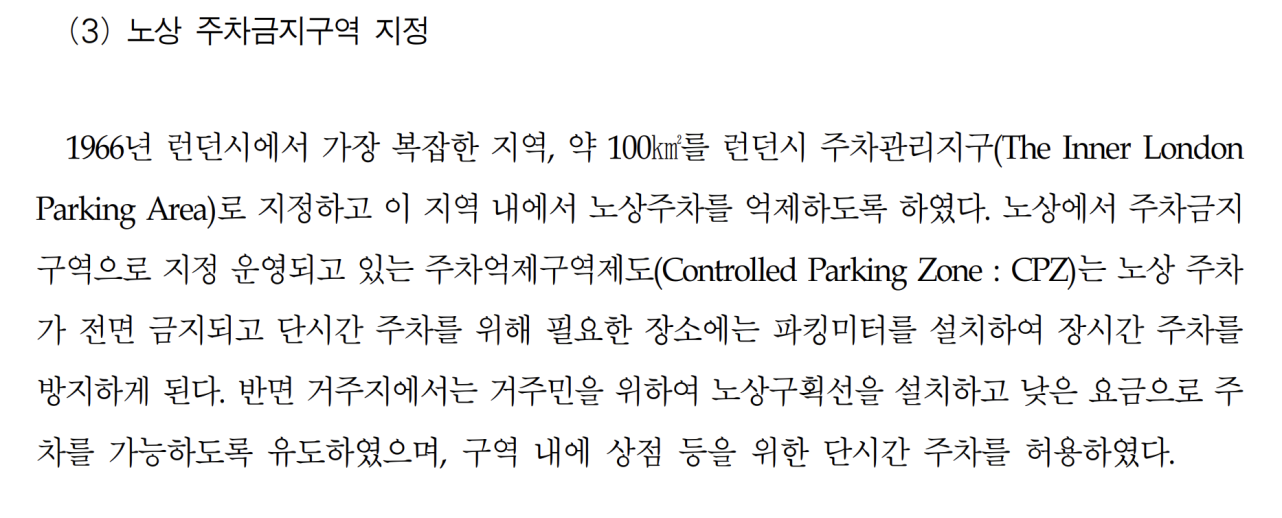 (3) 노상 주차금지구역 지정
1966년 런던시에서 가장 복잡한 지역, 약 100㎢를 런던시 주차관리지구(The Inner London
Parking Area)로 지정하고 이 지역 내에서 노상주차를 억제하도록 하였다. 노상에서 주차금지
구역으로 지정 운영되고 있는 주차억제구역제도(Controlled Parking Zone : CPZ)는 노상 주차
가 전면 금지되고 단시간 주차를 위해 필요한 장소에는 파킹미터를 설치하여 장시간 주차를
방지하게 된다. 반면 거주지에서는 거주민을 위하여 노상구획선을 설치하고 낮은 요금으로 주
차를 가능하도록 유도하였으며, 구역 내에 상점 등을 위한 단시간 주차를 허용하였다.